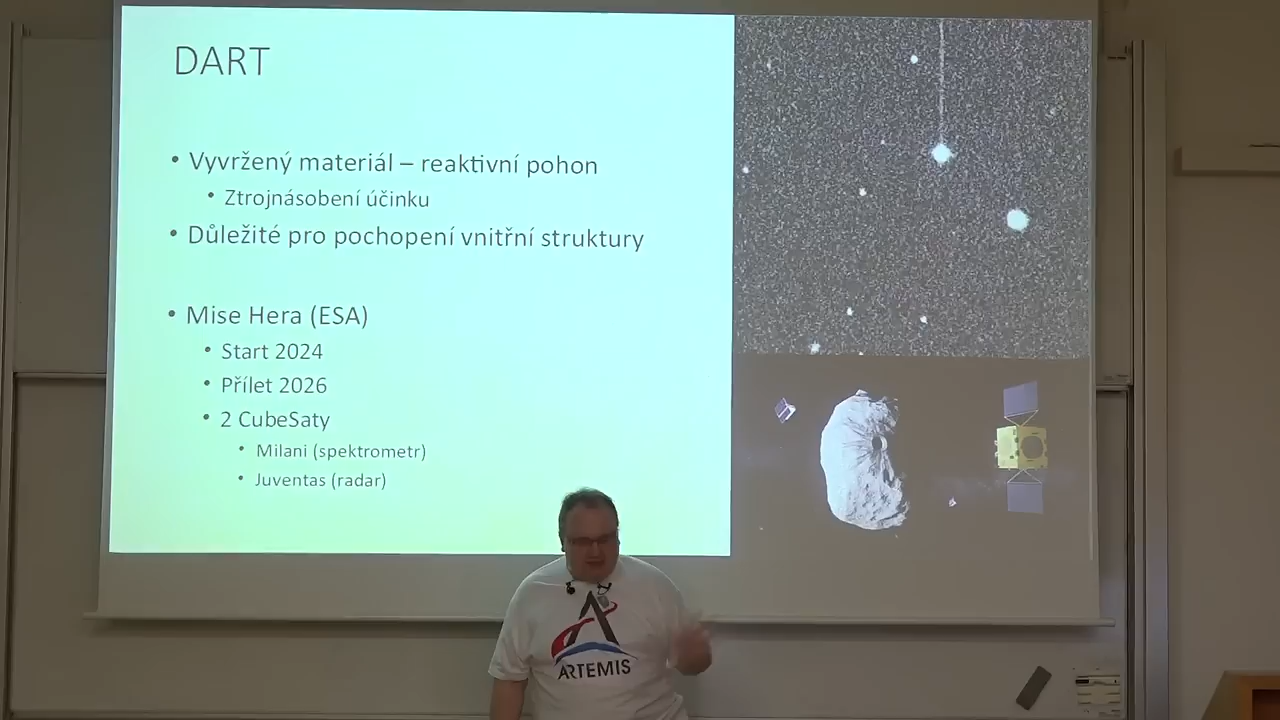 DART
• Vyvržený materiál – reaktivní pohon
• Ztrojnásobení účinku
• Důležité pro pochopení vnitřní struktury
• Mise Hera (ESA)
• Start 2024
• Přílet 2026
• 2 CubeSaty
• Milani (spektrometr)
• Juventas (radar)
ARTEMIS